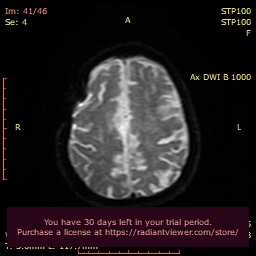 Im: 41/46
Se: 4
A
STP100
STP100
F
Ax DWI B 1000
R
L
You have 30 days left in your trial period.
Purchase a license at https://radiantviewer.com/store/